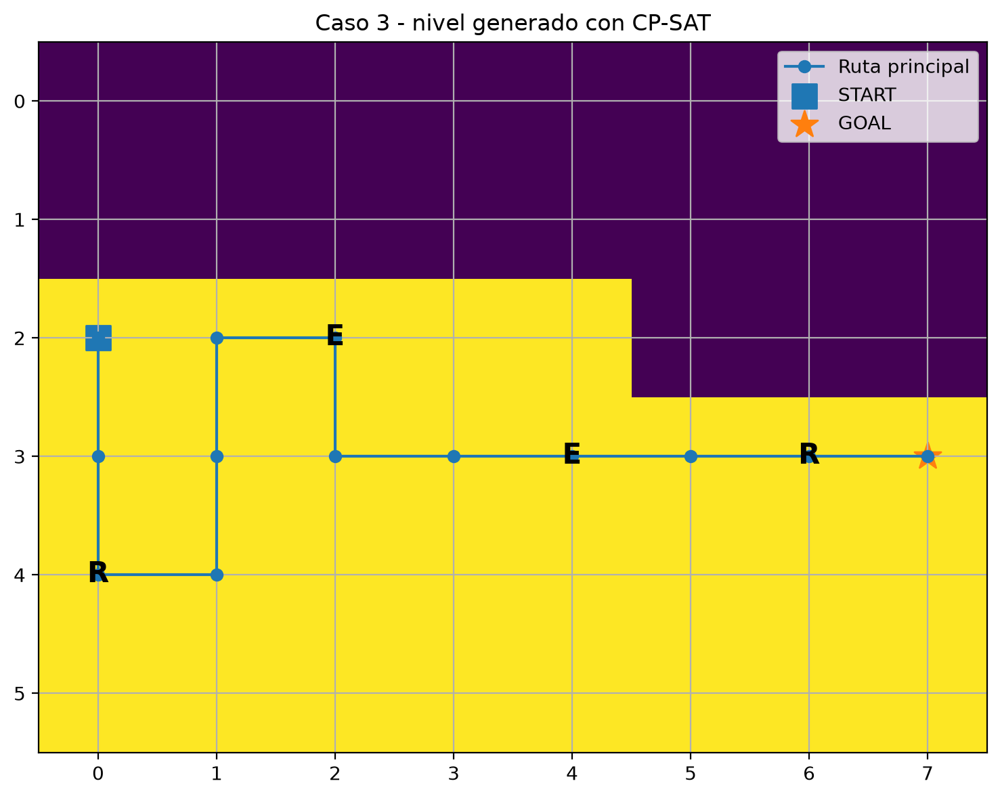 Caso 3 - nivel generado con CP-SAT
Ruta principal
START
GOAL
0
1
2
E
3
E
R
4
R
5
0 1 2 3 4 5 6 7